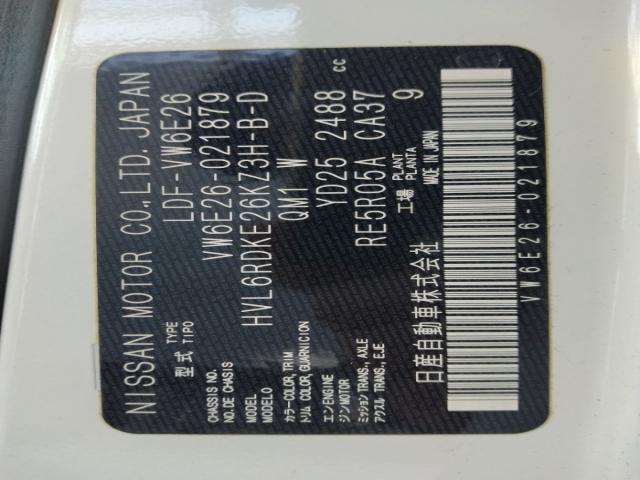 NISSAN MOTOR CO.,LTD. JAPAN
型式 TYPE TIPO LDF-VW6E26
CHASSIS NO.
NO.DE CHASIS VW6E26-021879
MODEL
MODELO HVL6RDKE26KZ3H-B-D
カラー COLOR, TRIM
トリム COLOR, GUARNICION QM1 W
エンジン ENGINE
MOTOR YD25 2488 cc
ミッション TRANS., AXLE
アクスル TRANS., EJE RE5R05A CA37
工場 PLANT PLANTA 9
日産自動車株式会社 MADE IN JAPAN
VW6E26-021879